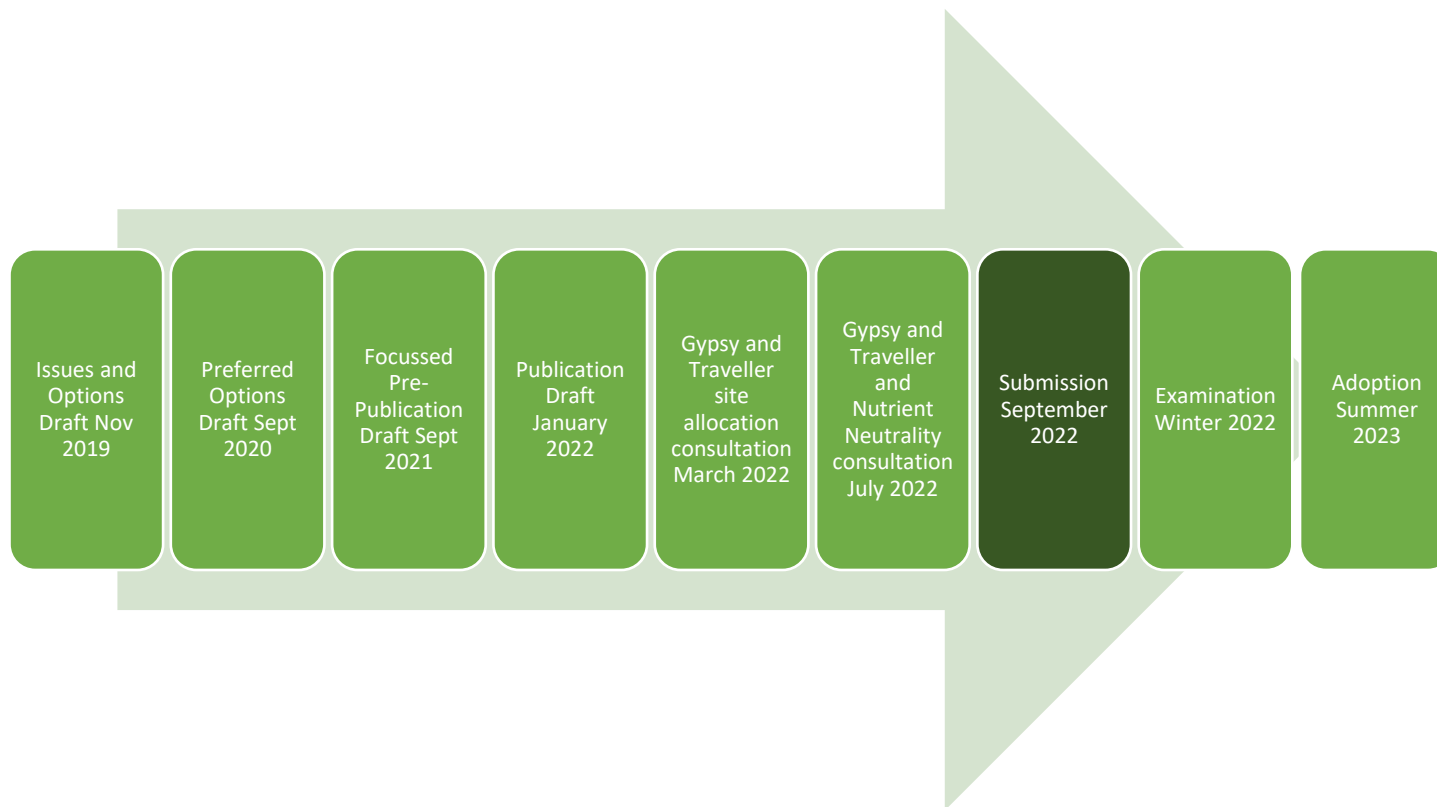 Issues and
Options
Draft Nov
2019
Preferred
Options
Draft Sept
2020
Focussed
Pre-
Publication
Draft Sept
2021
Publication
Draft
January
2022
Gypsy and
Traveller
site
allocation
consultation
March 2022
Gypsy and
Traveller
and
Nutrient
Neutrality
consultation
July 2022
Submission
September
2022
Examination
Winter 2022
Adoption
Summer
2023